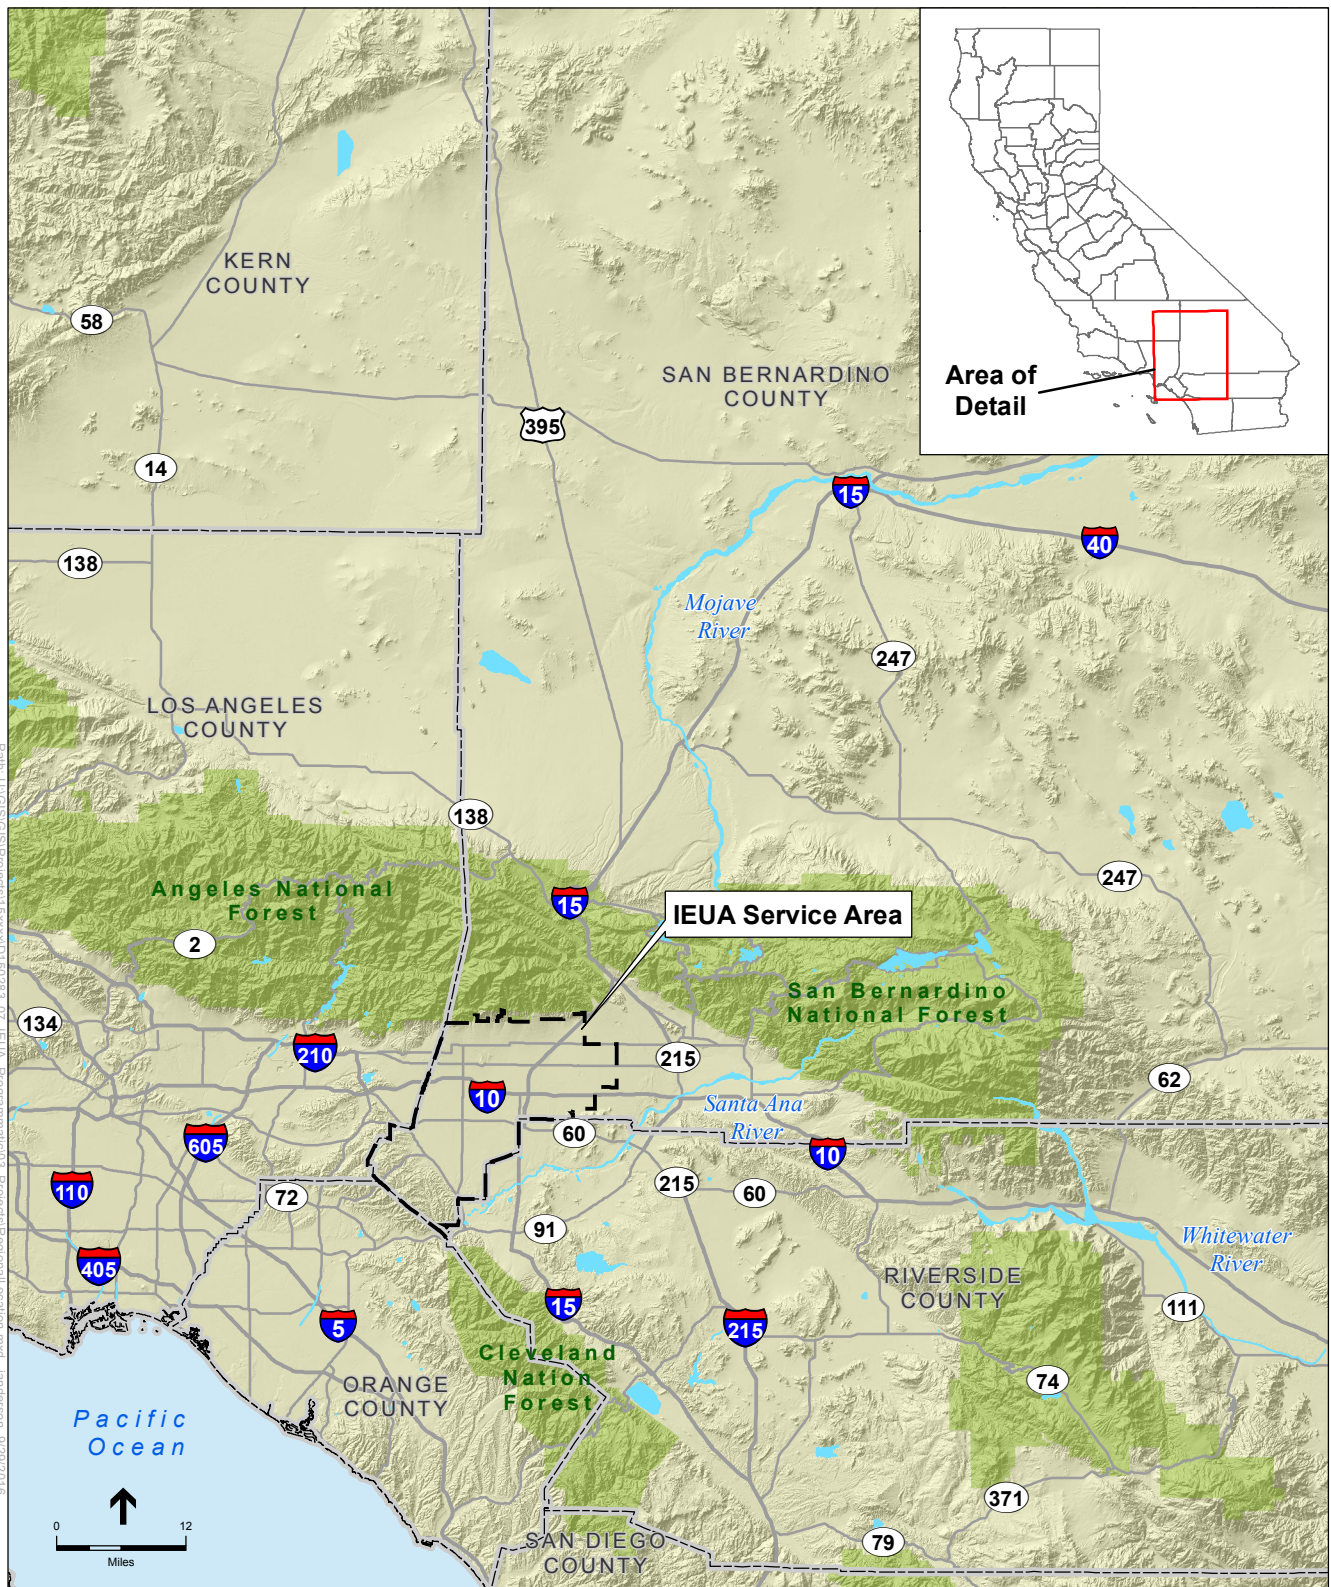 KERN
COUNTY
58
SAN BERNARDINO
COUNTY
Area of
Detail
395
14
15
40
138
Mojave
River
247
LOS ANGELES
COUNTY
138
247
Angeles National
Forest
15
IEUA Service Area
2
San Bernardino
National Forest
134
210
215
62
10
Santa Ana
River
60
605
10
110
72
215
60
91
Whitewater
River
405
RIVERSIDE
COUNTY
15
111
5
215
Cleveland
Nation
Forest
74
ORANGE
COUNTY
Pacific
Ocean
371
0
12
Miles
SAN DIEGO
COUNTY
79